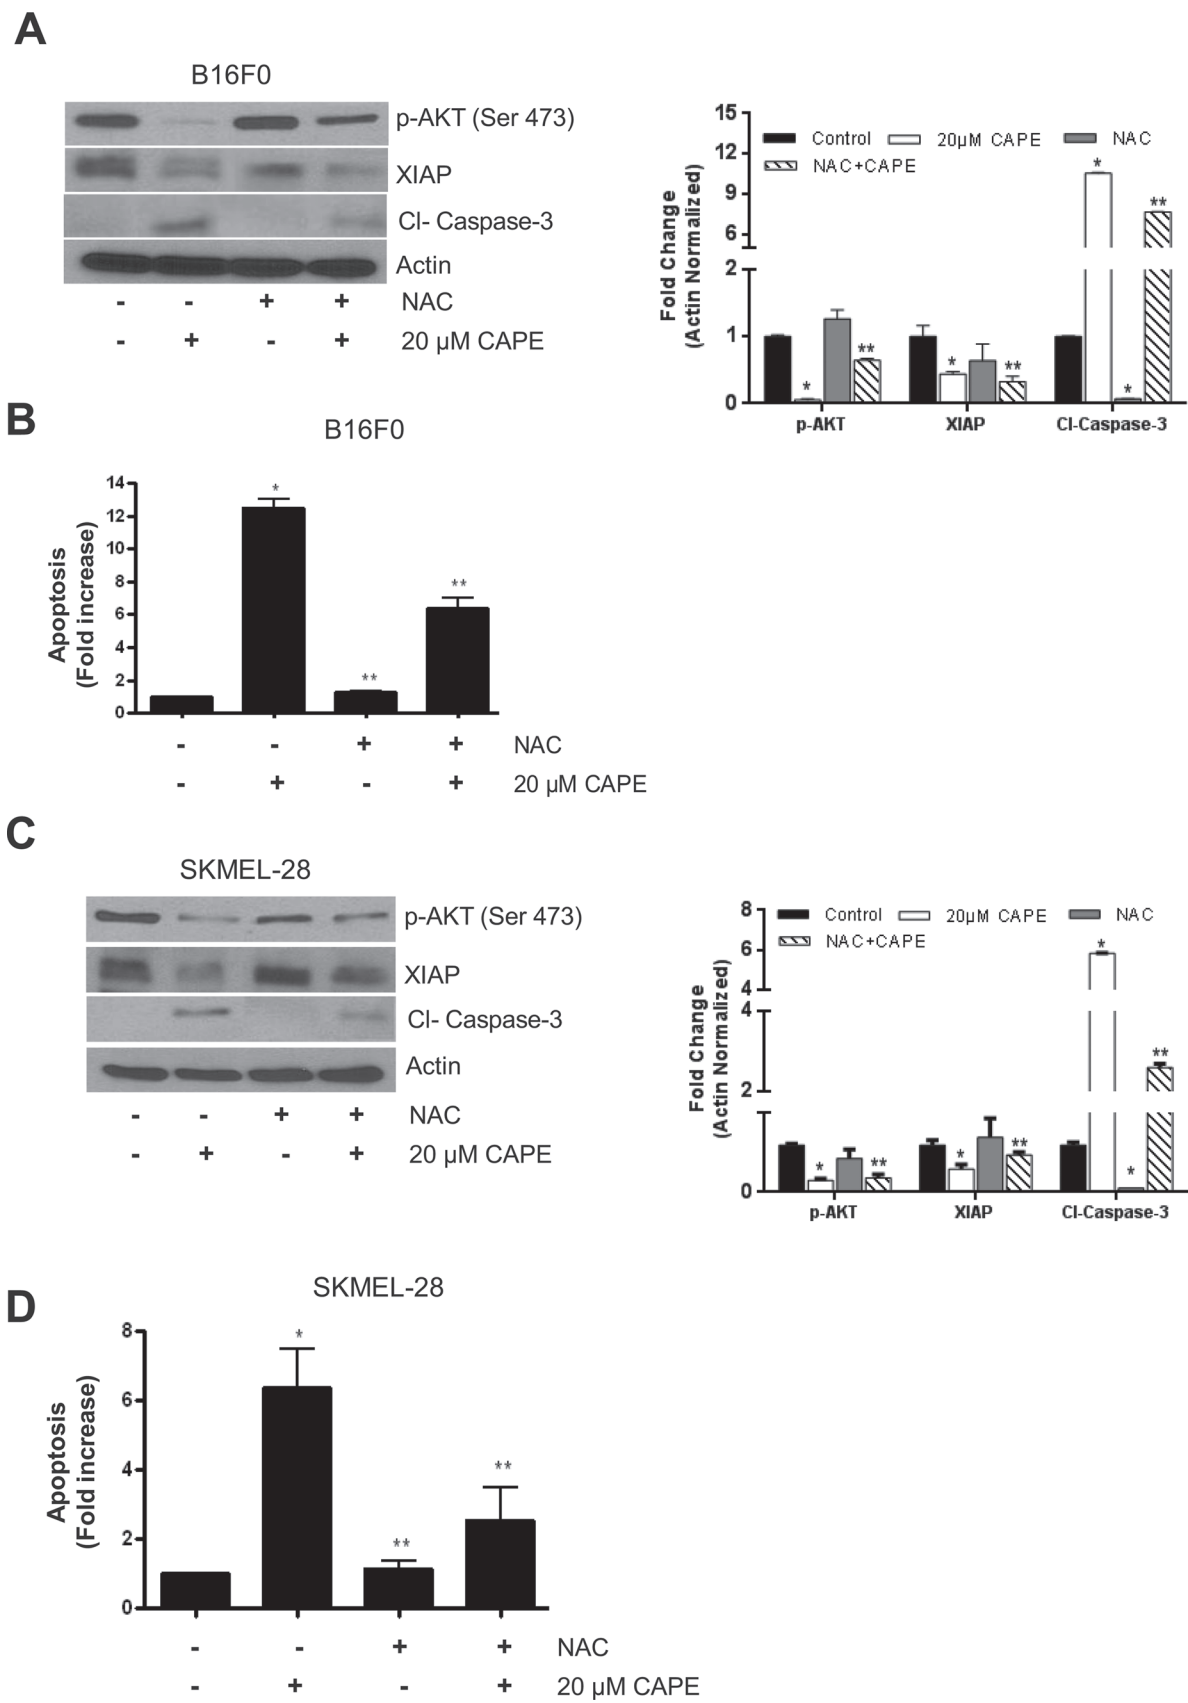 A
B16F0
p-AKT (Ser 473)
XIAP
Cl- Caspase-3
Actin
- - + + NAC
- + - + 20 µM CAPE
15
12
9
6
2
1
0
Fold Change
(Actin Normalized)
Control 20µM CAPE NAC
NAC+CAPE
* ** * ** * * **
p-AKT XIAP Cl-Caspase-3
B
B16F0
14
12
10
8
6
4
2
0
Apoptosis
(Fold increase)
* ** **
- - + + NAC
- + - + 20 µM CAPE
C
SKMEL-28
p-AKT (Ser 473)
XIAP
Cl- Caspase-3
Actin
- - + + NAC
- + - + 20 µM CAPE
8
6
4
4
2
0
Fold Change
(Actin Normalized)
Control 20µM CAPE NAC
NAC+CAPE
* ** * ** * * **
p-AKT XIAP Cl-Caspase-3
D
SKMEL-28
8
6
4
2
0
Apoptosis
(Fold increase)
* ** **
- - + + NAC
- + - + 20 µM CAPE